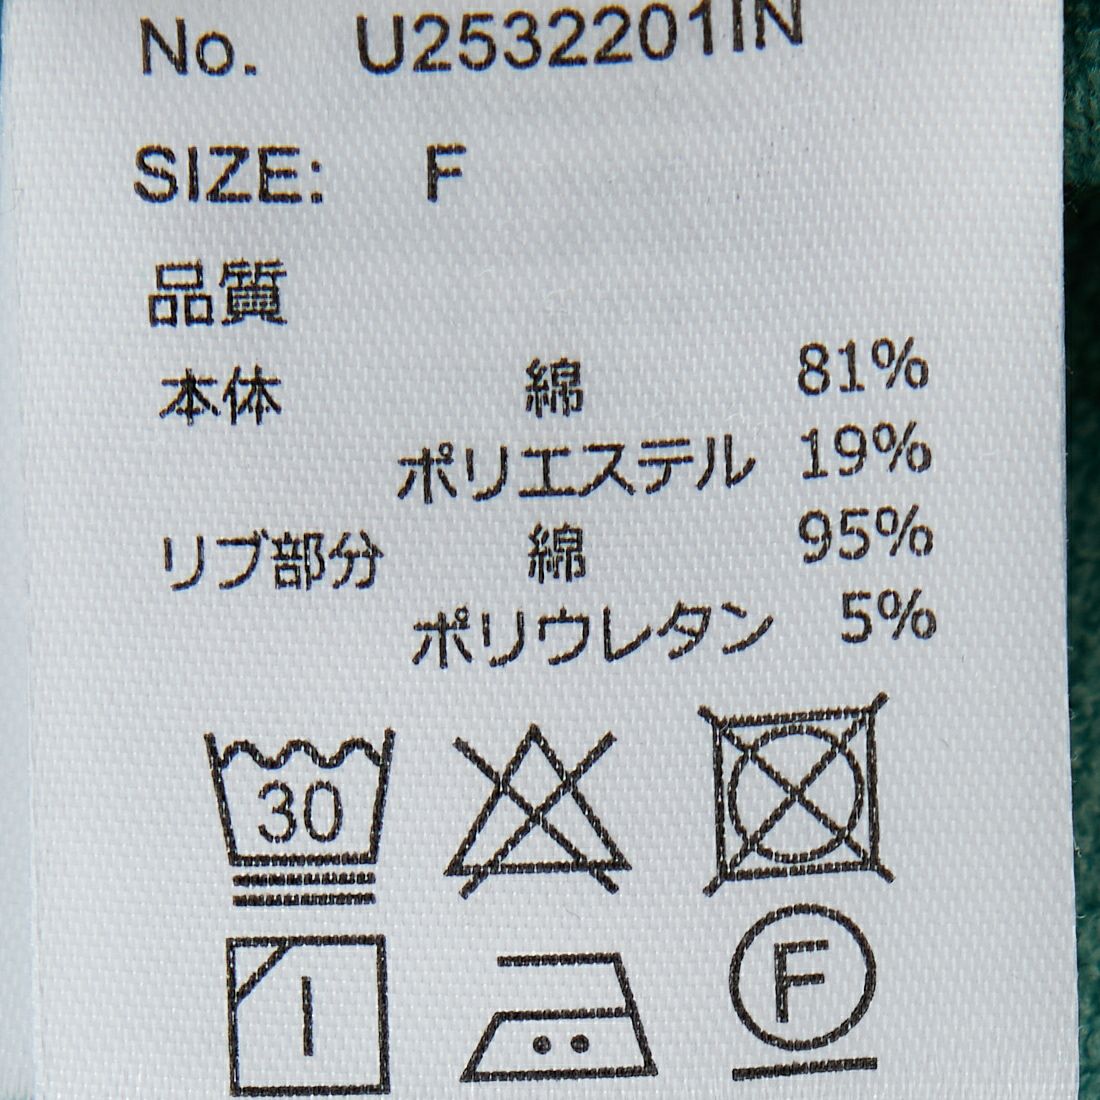 No. U2532201IN
SIZE: F
品質
本体 綿 81%
ポリエステル 19%
リブ部分 綿 95%
ポリウレタン 5%
30
F